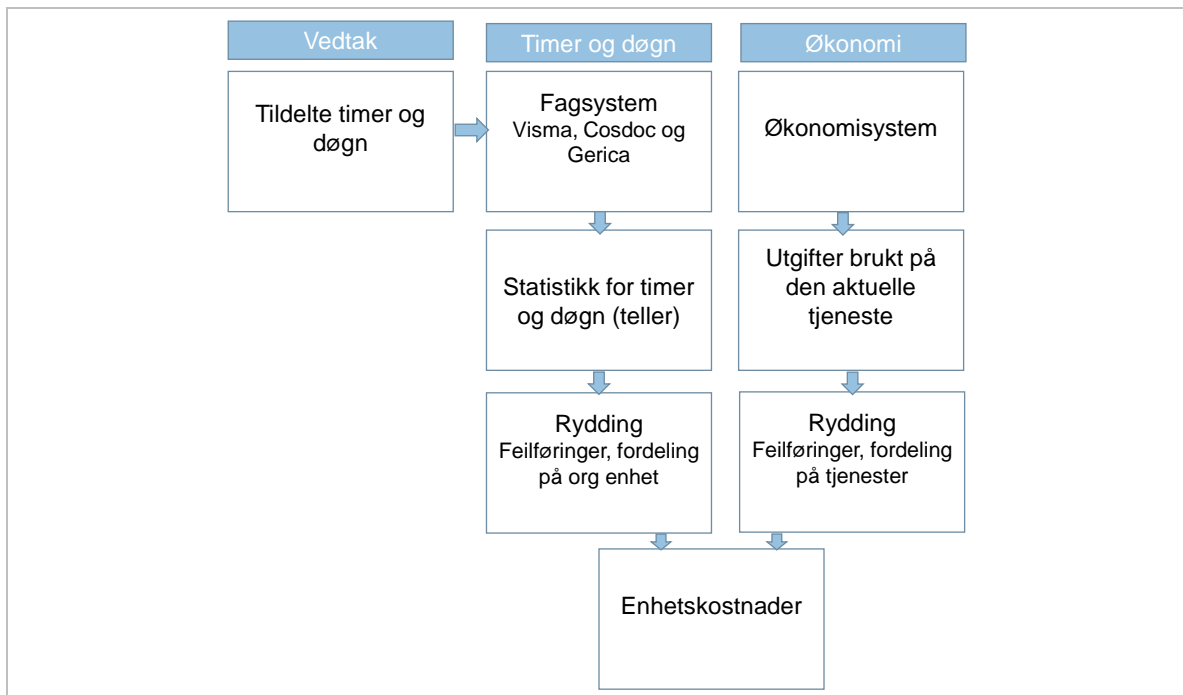 Vedtak
Timer og døgn
Økonomi
Tildelte timer og
døgn
Fagsystem
Visma, Cosdoc og
Gerica
Økonomisystem
Statistikk for timer
og døgn (teller)
Utgifter brukt på
den aktuelle
tjeneste
Rydding
Feilføringer, fordeling
på org enhet
Rydding
Feilføringer, fordeling
på tjenester
Enhetskostnader